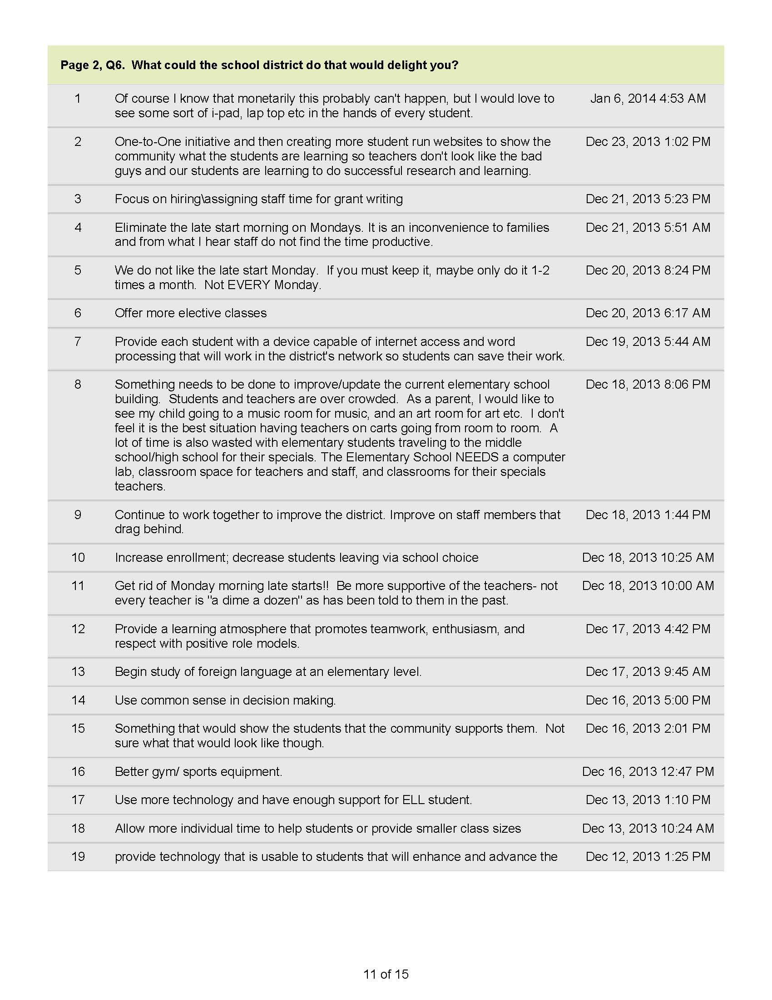 Page 2, Q6.  What could the school district do that would delight you?
1 Of course I know that monetarily this probably can't happen, but I would love to Jan 6, 2014 4:53 AM
see some sort of i-pad, lap top etc in the hands of every student.
2 One-to-One initiative and then creating more student run websites to show the Dec 23, 2013 1:02 PM
community what the students are learning so teachers don't look like the bad
guys and our students are learning to do successful research and learning.
3 Focus on hiring\assigning staff time for grant writing Dec 21, 2013 5:23 PM
4 Eliminate the late start morning on Mondays. It is an inconvenience to families Dec 21, 2013 5:51 AM
and from what I hear staff do not find the time productive.
5 We do not like the late start Monday.  If you must keep it, maybe only do it 1-2 Dec 20, 2013 8:24 PM
times a month.  Not EVERY Monday.
6 Offer more elective classes Dec 20, 2013 6:17 AM
7 Provide each student with a device capable of internet access and word Dec 19, 2013 5:44 AM
processing that will work in the district's network so students can save their work.
8 Something needs to be done to improve/update the current elementary school Dec 18, 2013 8:06 PM
building.  Students and teachers are over crowded.  As a parent, I would like to
see my child going to a music room for music, and an art room for art etc.  I don't
feel it is the best situation having teachers on carts going from room to room.  A
lot of time is also wasted with elementary students traveling to the middle
school/high school for their specials. The Elementary School NEEDS a computer
lab, classroom space for teachers and staff, and classrooms for their specials
teachers.
9 Continue to work together to improve the district. Improve on staff members that Dec 18, 2013 1:44 PM
drag behind.
10 Increase enrollment; decrease students leaving via school choice Dec 18, 2013 10:25 AM
11 Get rid of Monday morning late starts!!  Be more supportive of the teachers- not Dec 18, 2013 10:00 AM
every teacher is "a dime a dozen" as has been told to them in the past.
12 Provide a learning atmosphere that promotes teamwork, enthusiasm, and Dec 17, 2013 4:42 PM
respect with positive role models.
13 Begin study of foreign language at an elementary level. Dec 17, 2013 9:45 AM
14 Use common sense in decision making. Dec 16, 2013 5:00 PM
15 Something that would show the students that the community supports them.  Not Dec 16, 2013 2:01 PM
sure what that would look like though.
16 Better gym/ sports equipment. Dec 16, 2013 12:47 PM
17 Use more technology and have enough support for ELL student. Dec 13, 2013 1:10 PM
18 Allow more individual time to help students or provide smaller class sizes Dec 13, 2013 10:24 AM
19 provide technology that is usable to students that will enhance and advance the Dec 12, 2013 1:25 PM
11 of 15